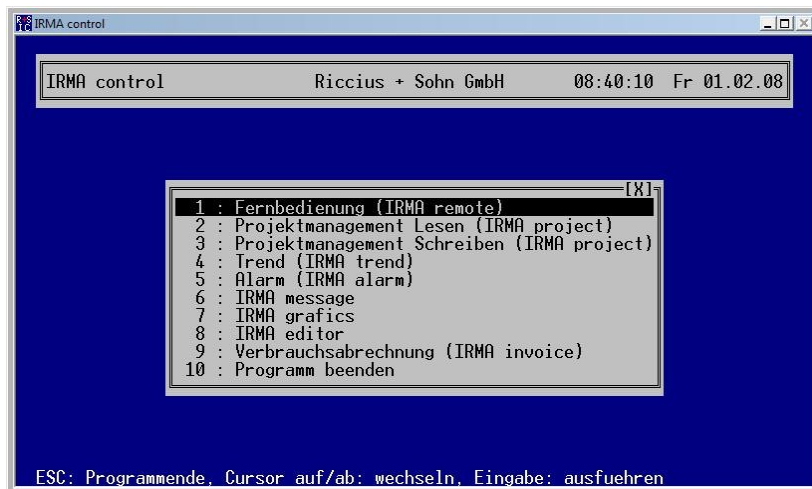 IRMA control
IRMA control Riccius + Sohn GmbH 08:40:10 Fr 01.02.08
[X]
1 : Fernbedienung (IRMA remote)
2 : Projektmanagement Lesen (IRMA project)
3 : Projektmanagement Schreiben (IRMA project)
4 : Trend (IRMA trend)
5 : Alarm (IRMA alarm)
6 : IRMA message
7 : IRMA grafics
8 : IRMA editor
9 : Verbrauchsabrechnung (IRMA invoice)
10 : Programm beenden
ESC: Programmende, Cursor auf/ab: wechseln, Eingabe: ausfuehren